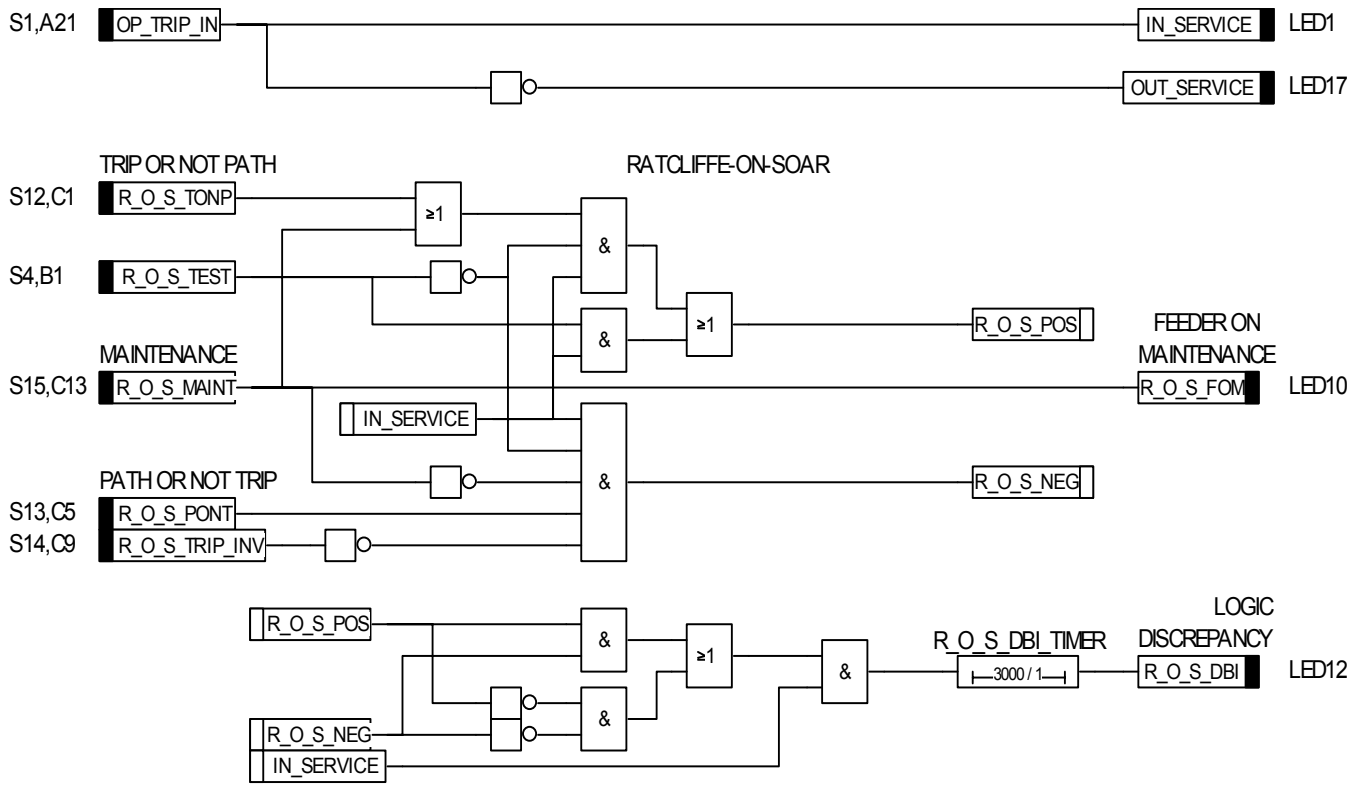 S1,A21 OP_TRIP_IN IN_SERVICE LED1
OUT_SERVICE LED17
TRIP OR NOT PATH RATCLIFFE-ON-SOAR
S12,C1 R_O_S_TONP ≥1
&
S4,B1 R_O_S_TEST
& ≥1 R_O_S_POS FEEDER ON
MAINTENANCE MAINTENANCE
S15,C13 R_O_S_MAINT R_O_S_FOM LED10
IN_SERVICE
PATH OR NOT TRIP & R_O_S_NEG
S13,C5 R_O_S_PONT
S14,C9 R_O_S_TRIP_INV
LOGIC
R_O_S_POS & R_O_S_DBI_TIMER DISCREPANCY
≥1 & 3000 / 1 R_O_S_DBI LED12
&
R_O_S_NEG
IN_SERVICE